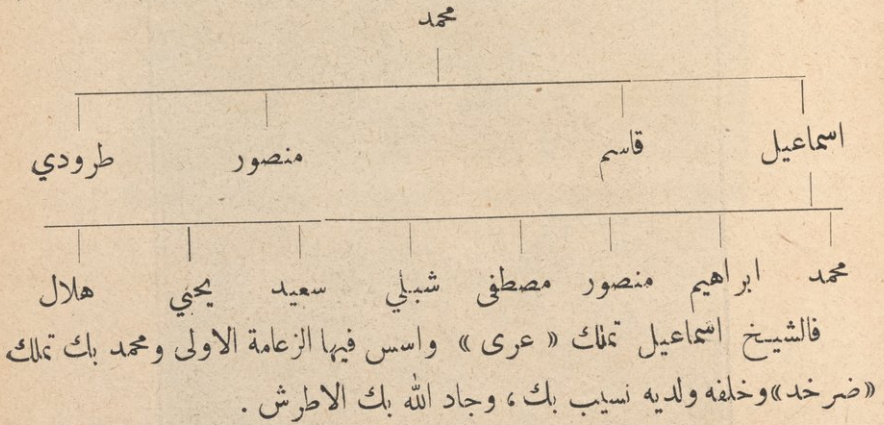 محمد
اسماعيل قاسم منصور طرودي
محمد ابراهيم منصور مصطفى شبلي سعيد يحيي هلال
فالشيخ اسماعيل تملك « عرى » واسس فيها الزعامة الاولى ومحمد بك تملك
«ضرخد» وخلفه ولديه نسيب بك، وجاد الله بك الاطرش .